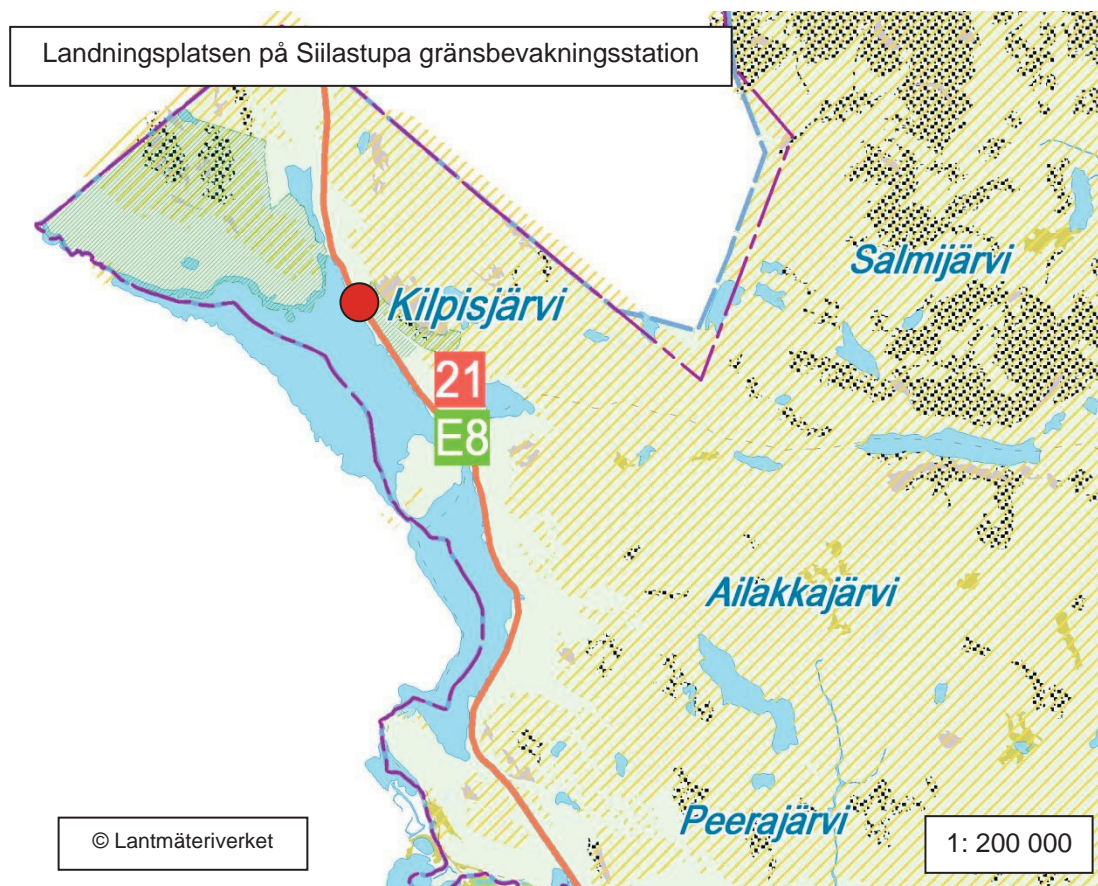 Landningsplatsen på Siilastupa gränsbevakningsstation
Salmijärvi
Kilpisjärvi
21
E8
Ailakkajärvi
Peerajärvi
© Lantmäteriverket
1: 200 000